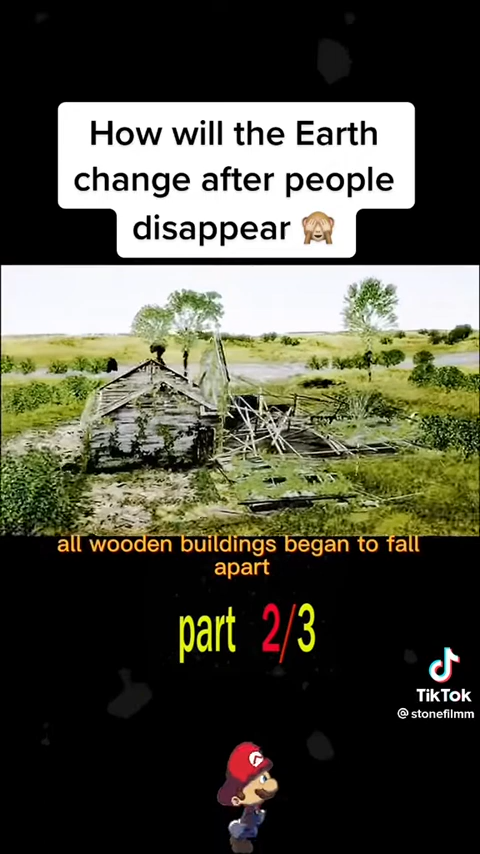 How will the Earth
change after people
disappear 🙈
all wooden buildings began to fall
apart
part 2/3
TikTok
@stonefilmm
M